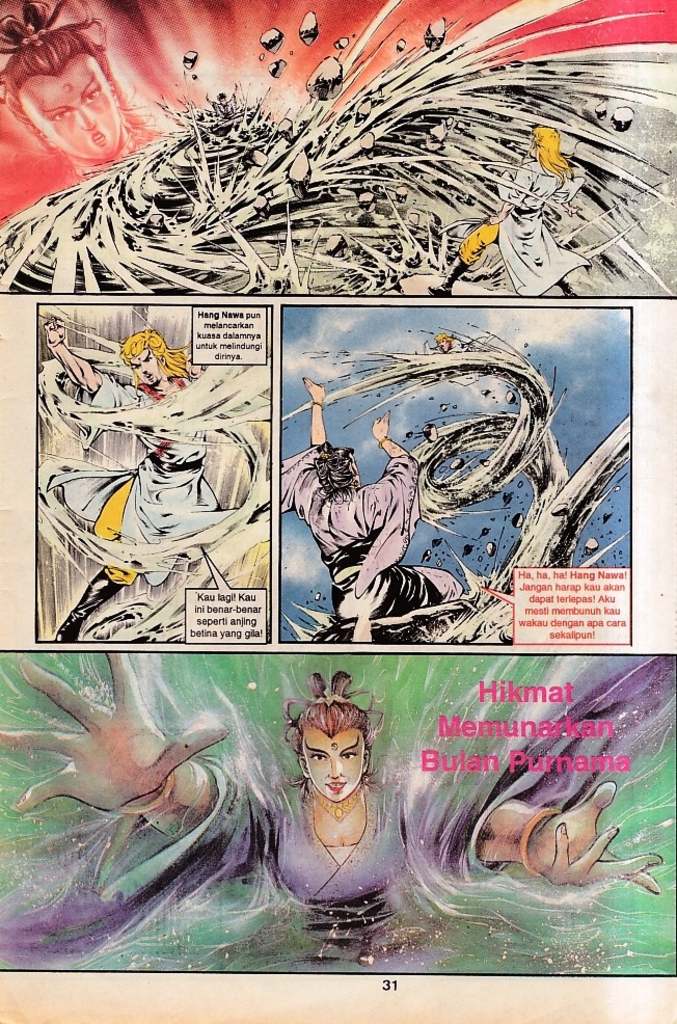 Hang Nawa pun
melancarkan
kuasa dalamnya
untuk melindungi
dirinya.
Kau lagi! Kau
ini benar-benar
seperti anjing
betina yang gila!
Ha, ha, ha! Hang Nawa!
Jangan harap kau akan
dapat terlepas! Aku
mesti membunuh kau
wakau dengan apa cara
sekalipun!
Hikmat
Memunarkan
Bulan Purnama
31